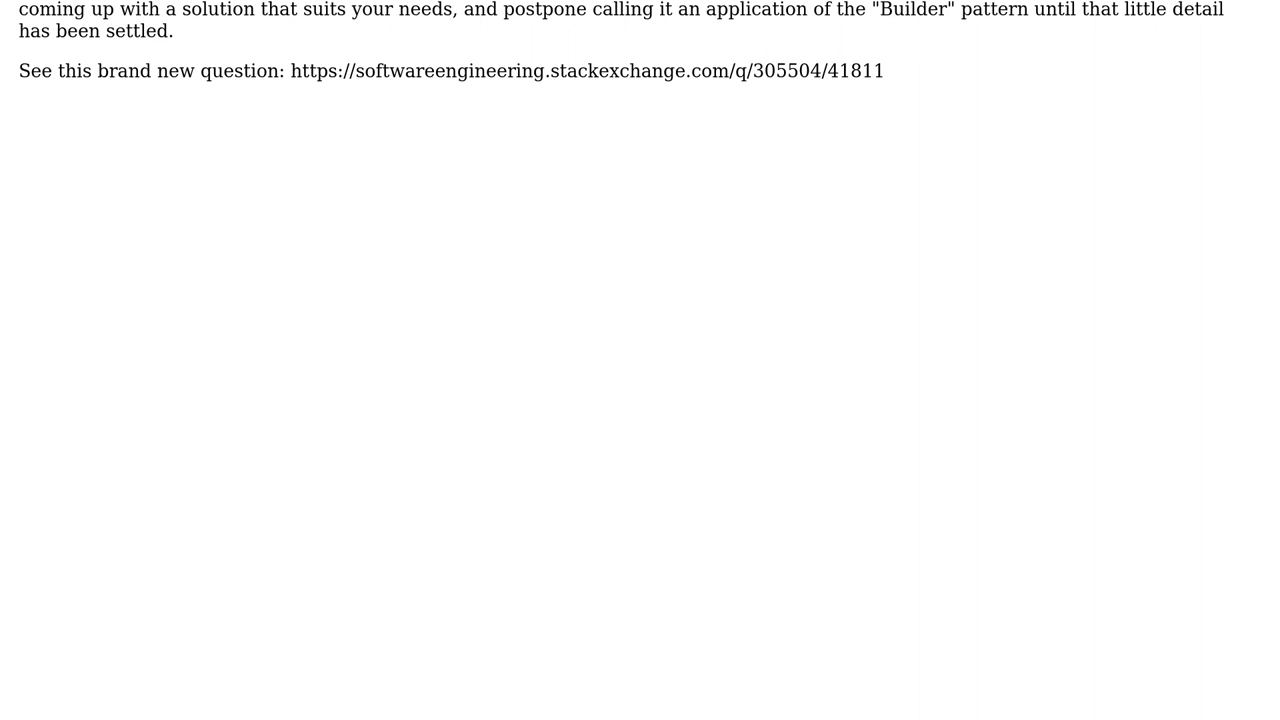 coming up with a solution that suits your needs, and postpone calling it an application of the "Builder" pattern until that little detail
has been settled.
See this brand new question: https://softwareengineering.stackexchange.com/q/305504/41811